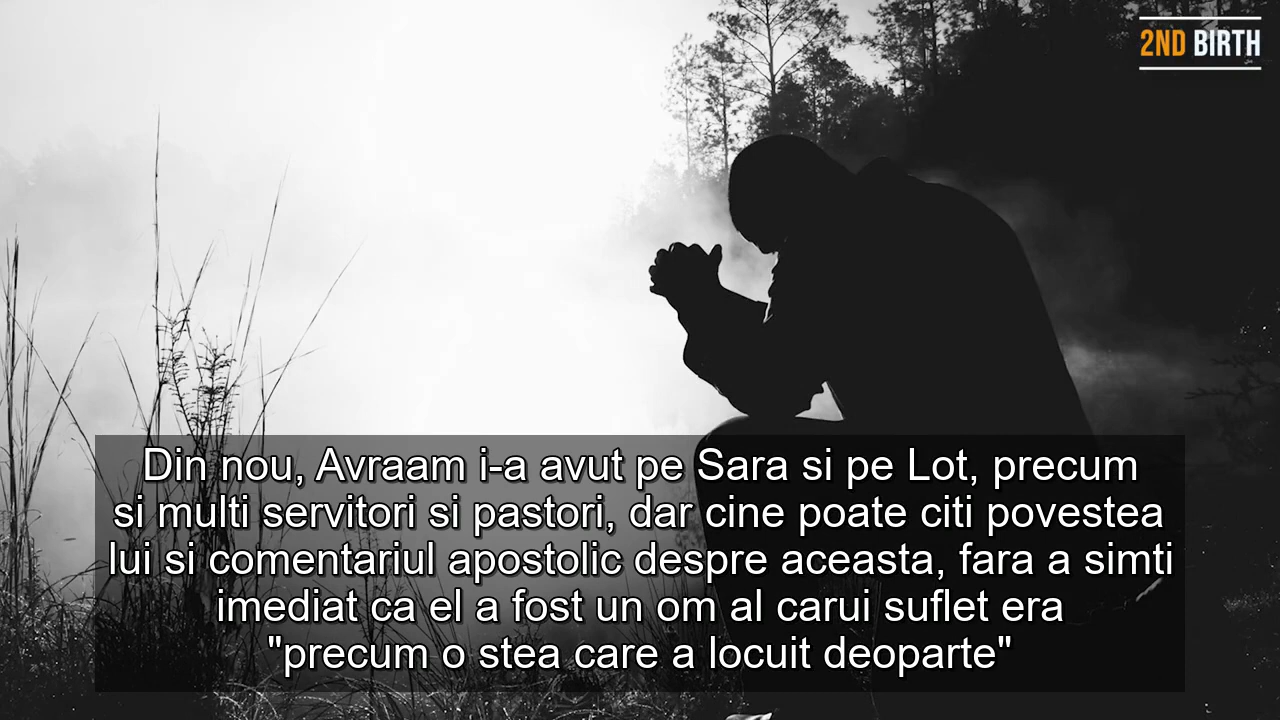 2ND BIRTH
Din nou, Avraam i-a avut pe Sara si pe Lot, precum
si multi servitori si pastori, dar cine poate citi povestea
lui si comentariul apostolic despre aceasta, fara a simti
imediat ca el a fost un om al carui suflet era
"precum o stea care a locuit deoparte"